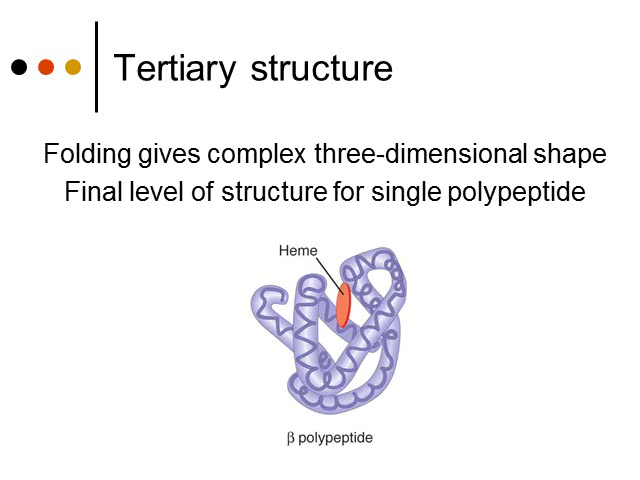 Tertiary structure
Folding gives complex three-dimensional shape
Final level of structure for single polypeptide
Heme
β polypeptide